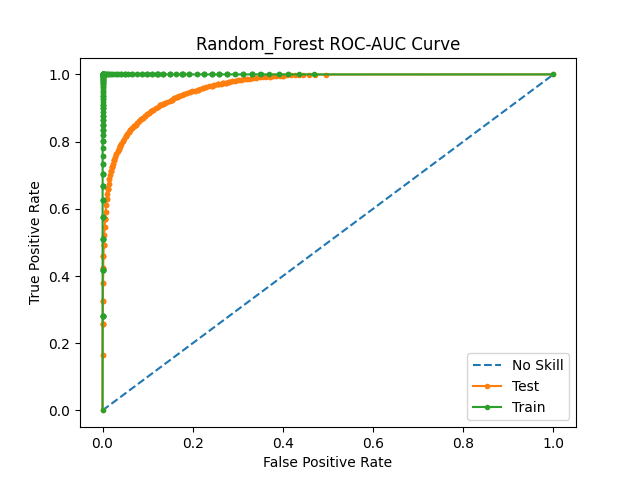 Random_Forest ROC-AUC Curve
True Positive Rate
1.0
0.8
0.6
0.4
0.2
0.0
No Skill
Test
Train
0.0 0.2 0.4 0.6 0.8 1.0
False Positive Rate